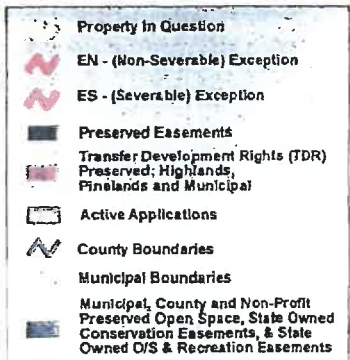 Property In Question
EN - (Non-Severable) Exception
ES - (Severable) Exception
Preserved Easements
Transfer Development Rights (TDR)
Preserved; Highlands,
Pinelands and Municipal
Active Applications
County Boundaries
Municipal Boundaries
Municipal, County and Non-Profit
Preserved Open Space, State Owned
Conservation Easements, & State
Owned O/S & Recreation Easements